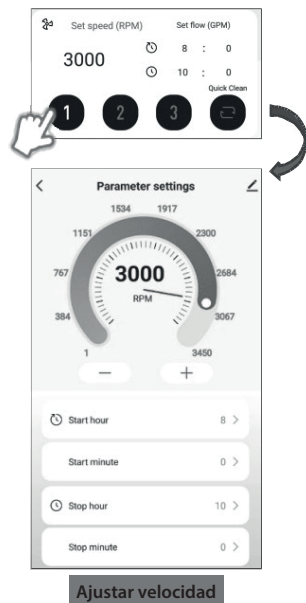 Set speed (RPM) Set flow (GPM)
3000
8 : 0
10 : 0
Quick Clean
1 2 3
< Parameter settings
1534 1917
1151 2300
767 2684
3000
RPM
384 3067
1 3450
− +
Start hour 8 >
Start minute 0 >
Stop hour 10 >
Stop minute 0 >
Ajustar velocidad